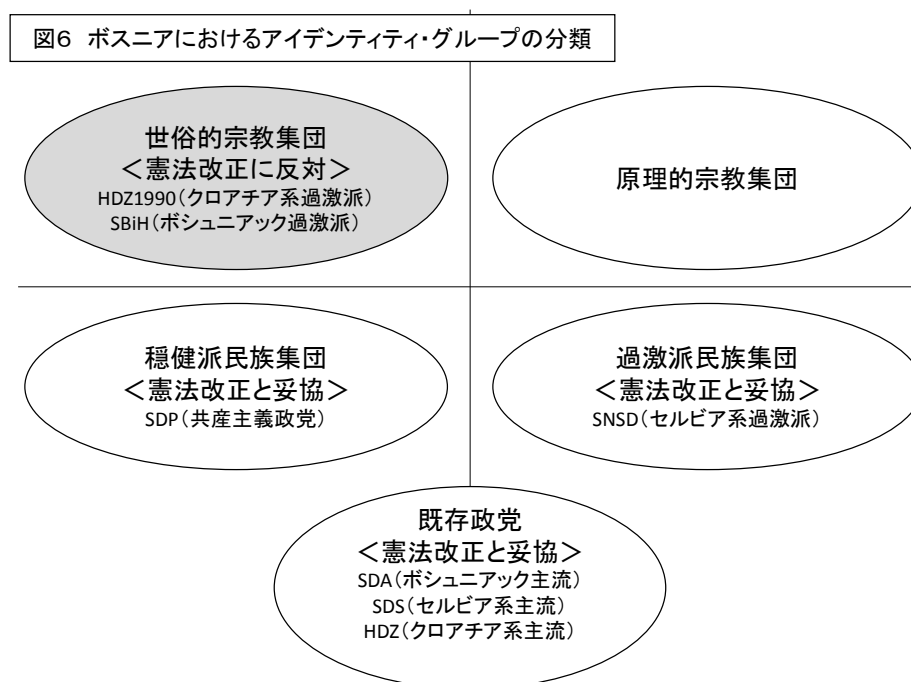 図6 ボスニアにおけるアイデンティティ・グループの分類
世俗的宗教集団
<憲法改正に反対>
HDZ1990(クロアチア系過激派)
SBiH(ボシュニアック過激派)
原理的宗教集団
穏健派民族集団
<憲法改正と妥協>
SDP(共産主義政党)
過激派民族集団
<憲法改正と妥協>
SNSD(セルビア系過激派)
既存政党
<憲法改正と妥協>
SDA(ボシュニアック主流)
SDS(セルビア系主流)
HDZ(クロアチア系主流)